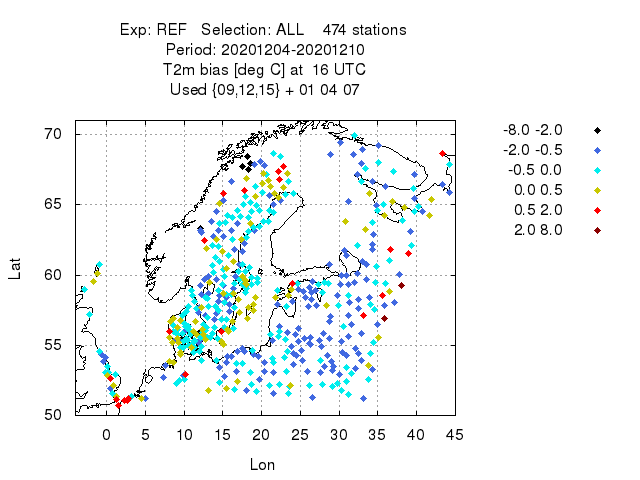 Exp: REF   Selection: ALL    474 stations
Period: 20201204-20201210
T2m bias [deg C] at  16 UTC
Used {09,12,15} + 01 04 07
-8.0 -2.0
-2.0 -0.5
-0.5 0.0
0.0 0.5
0.5 2.0
2.0 8.0
70
65
60
55
50
Lat
0 5 10 15 20 25 30 35 40 45
Lon